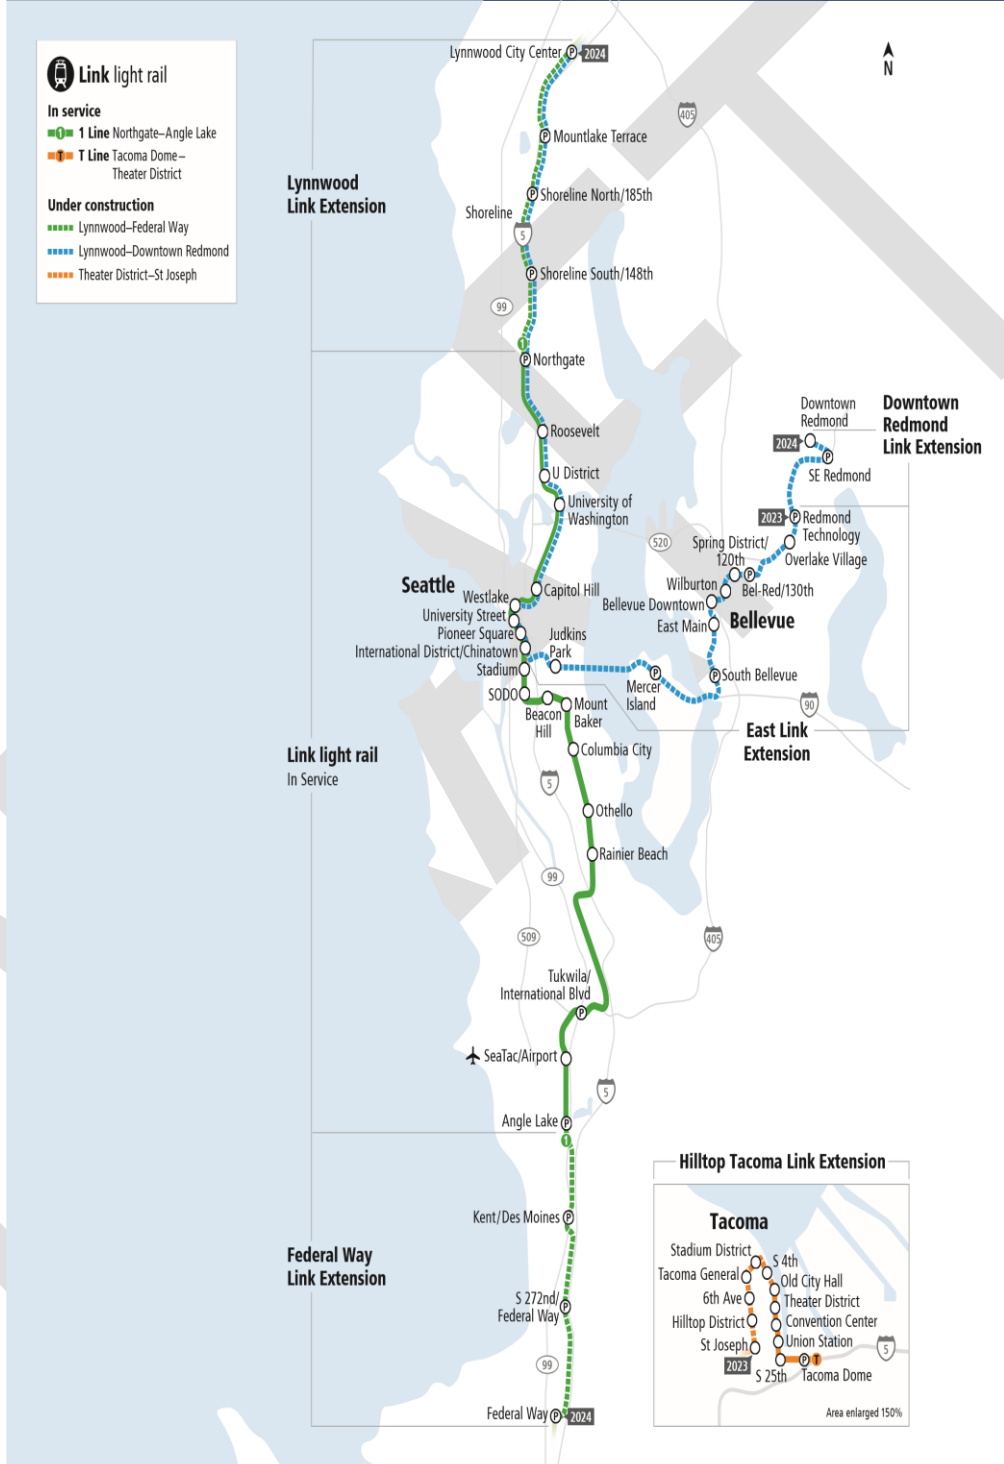 Link light rail
In service
1 1 Line Northgate–Angle Lake
T T Line Tacoma Dome–
Theater District
Under construction
Lynnwood–Federal Way
Lynnwood–Downtown Redmond
Theater District–St Joseph
N
Lynnwood City Center P 2024
405
P Mountlake Terrace
Lynnwood
Link Extension
P Shoreline North/185th
Shoreline
5
P Shoreline South/148th
99
1
P Northgate
Roosevelt
U District
University of
Washington
Downtown
Redmond
2024
P
SE Redmond
Downtown
Redmond
Link Extension
2023 P Redmond
Technology
Overlake Village
520
Spring District/
120th
P
Bel-Red/130th
Wilburton
Bellevue Downtown
East Main
Bellevue
P South Bellevue
Seattle
Capitol Hill
Westlake
University Street
Pioneer Square
International District/Chinatown
Stadium
SODO
Judkins
Park
P
Mercer
Island
90
East Link
Extension
Beacon
Hill
Mount
Baker
Columbia City
Link light rail
In Service
5
Othello
Rainier Beach
99
509
405
Tukwila/
International Blvd
P
SeaTac/Airport
5
Angle Lake P
1
Kent/Des Moines P
Federal Way
Link Extension
S 272nd/
Federal Way
P
99
Federal Way P 2024
Hilltop Tacoma Link Extension
Tacoma
Stadium District
S 4th
Tacoma General
Old City Hall
6th Ave
Theater District
Hilltop District
Convention Center
St Joseph
Union Station
2023
S 25th
P T
Tacoma Dome
5
Area enlarged 150%